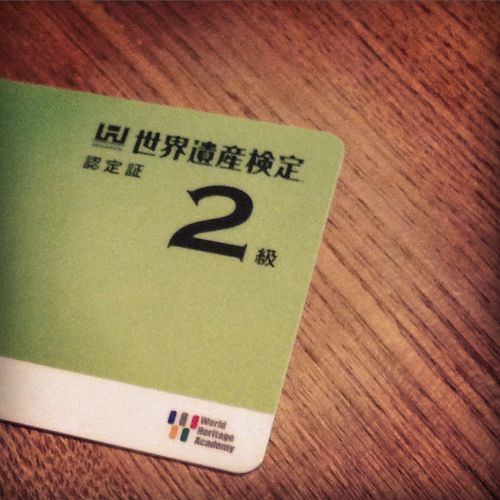 世界遺産検定
認定証
2級
World
Heritage
Academy